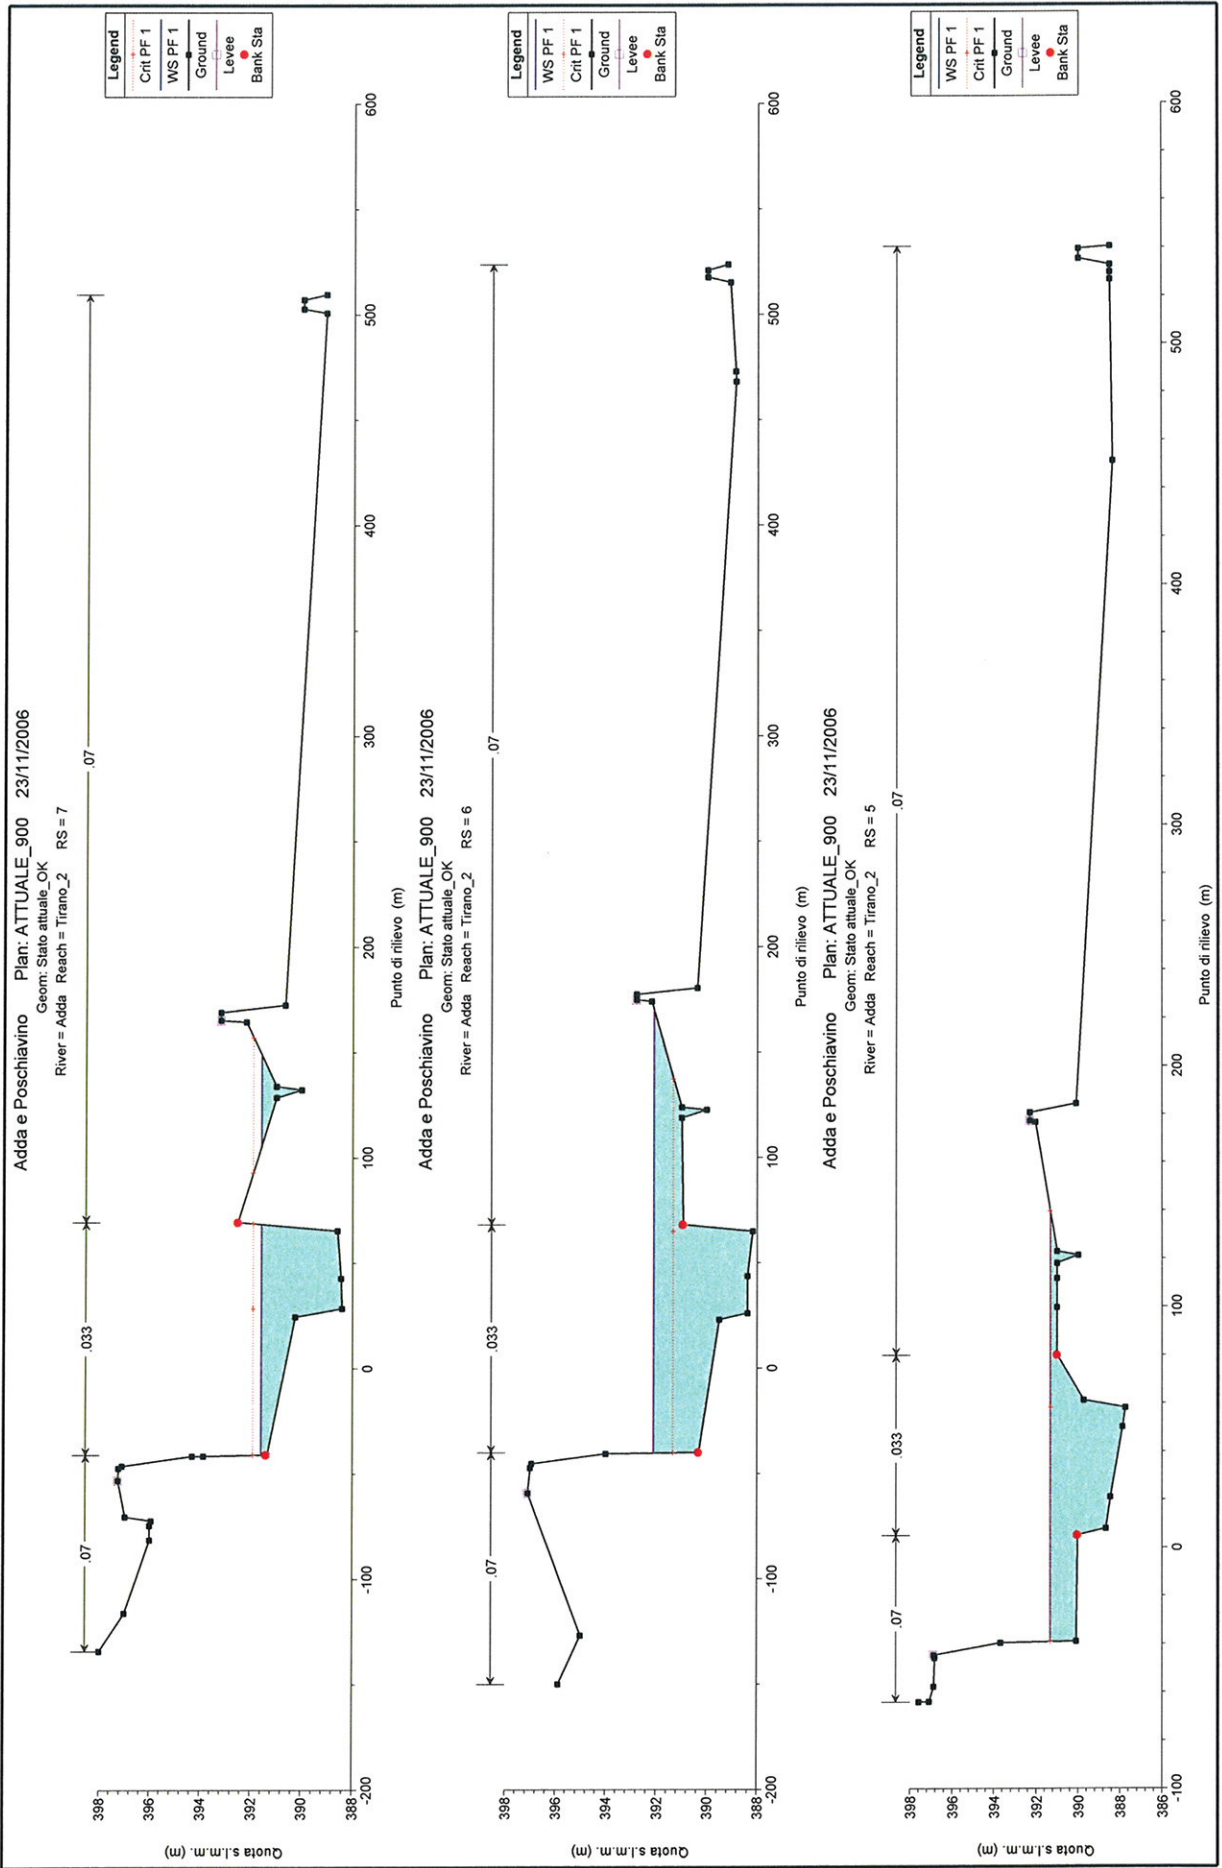 Adda e Poschiavino Plan: ATTUALE_900 23/11/2006
Geom: Stato attuale_OK
River = Adda Reach = Tirano_2 RS = 7
.07
.033
.07
Legend
Crit PF 1
WS PF 1
Ground
Levee
Bank Sta
398
396
394
392
390
388
Quota s.l.m.m. (m)
-200
-100
0
100
200
300
400
500
600
Punto di rilievo (m)
Adda e Poschiavino Plan: ATTUALE_900 23/11/2006
Geom: Stato attuale_OK
River = Adda Reach = Tirano_2 RS = 6
.07
.033
.07
Legend
WS PF 1
Crit PF 1
Ground
Levee
Bank Sta
398
396
394
392
390
388
Quota s.l.m.m. (m)
-200
-100
0
100
200
300
400
500
600
Punto di rilievo (m)
Adda e Poschiavino Plan: ATTUALE_900 23/11/2006
Geom: Stato attuale_OK
River = Adda Reach = Tirano_2 RS = 5
.07
.033
.07
Legend
WS PF 1
Crit PF 1
Ground
Levee
Bank Sta
398
396
394
392
390
388
386
Quota s.l.m.m. (m)
-100
0
100
200
300
400
500
600
Punto di rilievo (m)